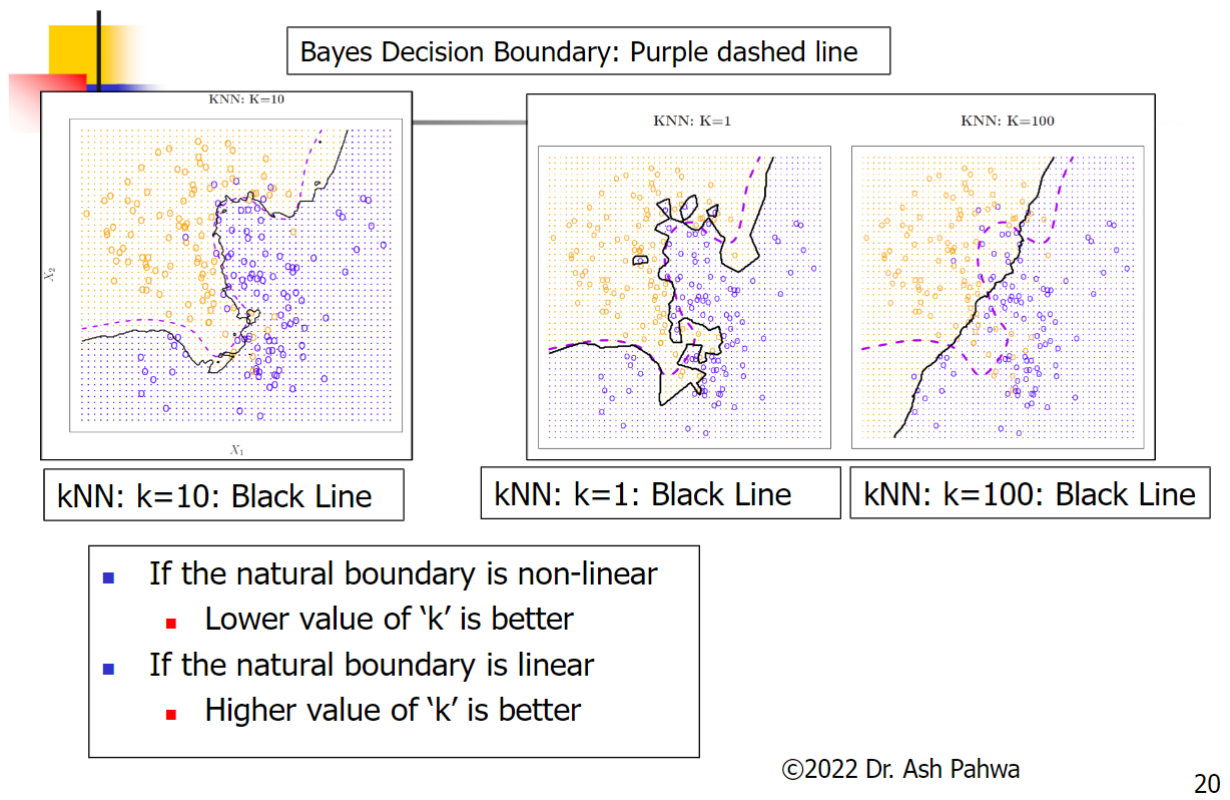 Bayes Decision Boundary: Purple dashed line
KNN: K=10
X₂
X₁
KNN: K=1
KNN: K=100
kNN: k=10: Black Line
kNN: k=1: Black Line
kNN: k=100: Black Line
If the natural boundary is non-linear
Lower value of ‘k’ is better
If the natural boundary is linear
Higher value of ‘k’ is better
©2022 Dr. Ash Pahwa
20